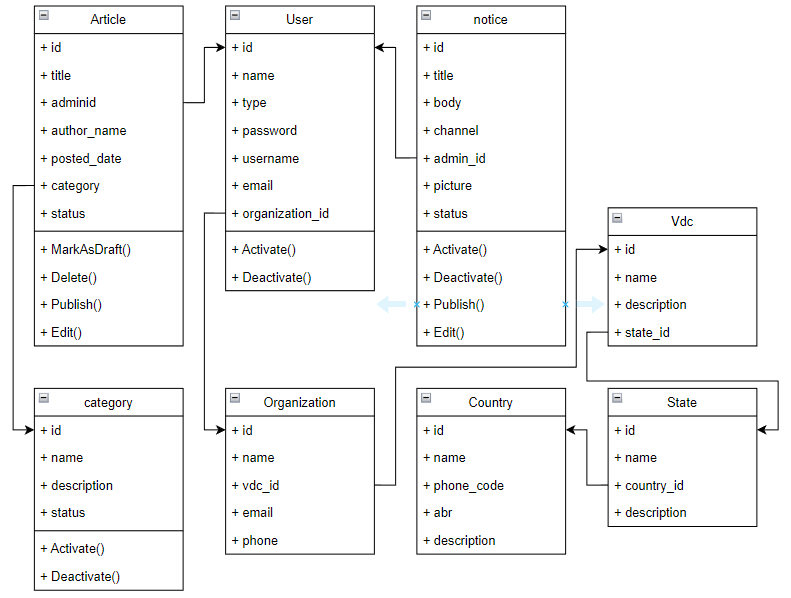 Article
+ id
+ title
+ adminid
+ author_name
+ posted_date
+ category
+ status
+ MarkAsDraft()
+ Delete()
+ Publish()
+ Edit()
User
+ id
+ name
+ type
+ password
+ username
+ email
+ organization_id
+ Activate()
+ Deactivate()
notice
+ id
+ title
+ body
+ channel
+ admin_id
+ picture
+ status
+ Activate()
+ Deactivate()
+ Publish()
+ Edit()
Vdc
+ id
+ name
+ description
+ state_id
category
+ id
+ name
+ description
+ status
+ Activate()
+ Deactivate()
Organization
+ id
+ name
+ vdc_id
+ email
+ phone
Country
+ id
+ name
+ phone_code
+ abr
+ description
State
+ id
+ name
+ country_id
+ description